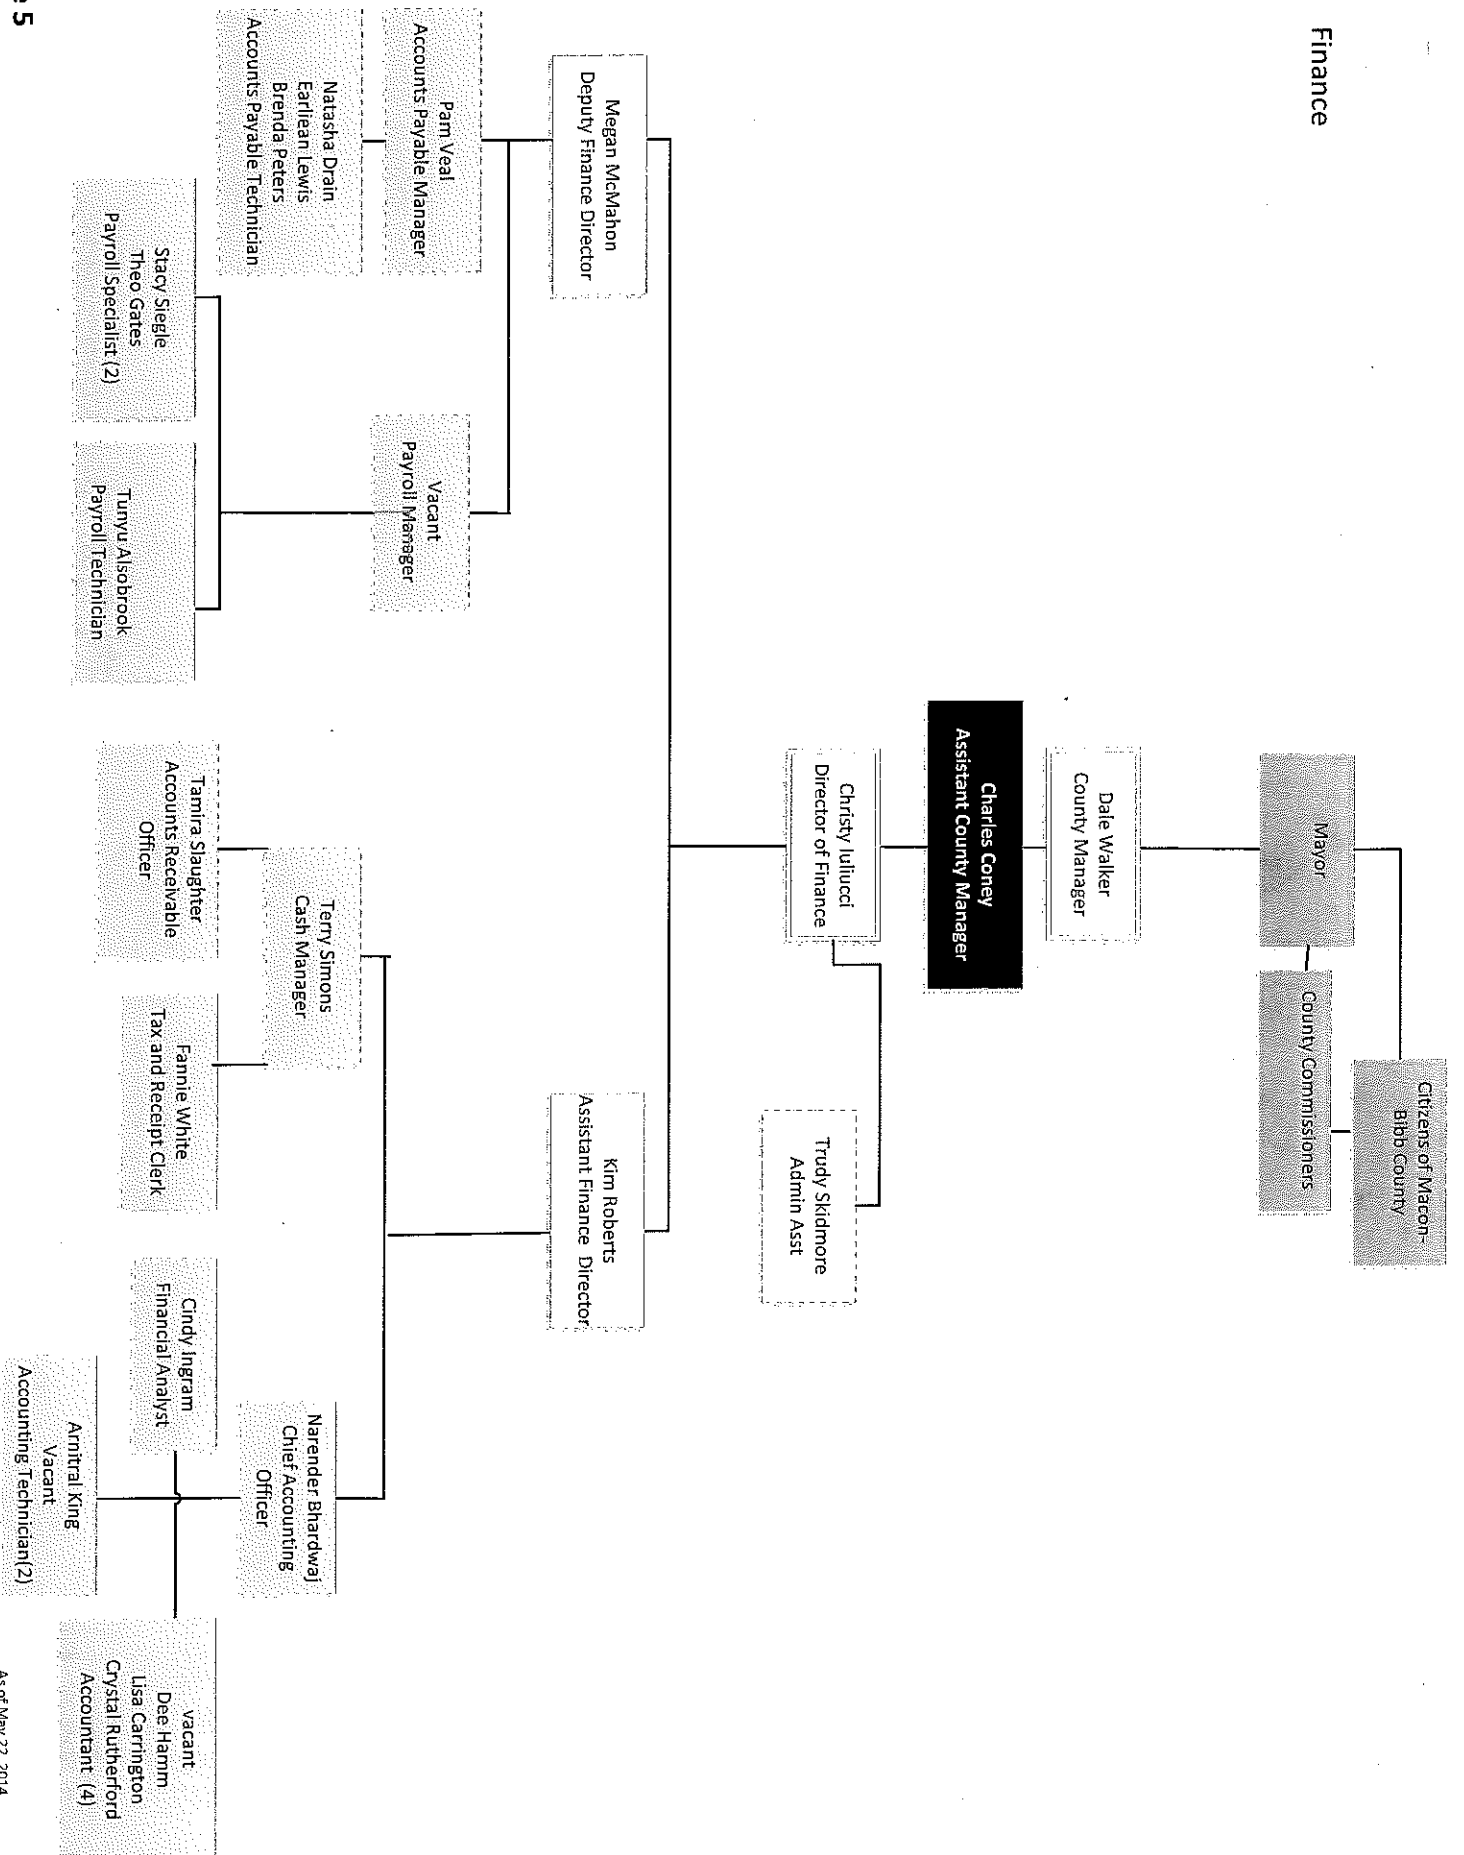 Finance
Citizens of Macon-
Bibb County
Mayor
County Commissioners
Dale Walker
County Manager
Charles Coney
Assistant County Manager
Christy Iuliucci
Director of Finance
Trudy Skidmore
Admin Asst
Megan McMahon
Deputy Finance Director
Kim Roberts
Assistant Finance Director
Pam Veal
Accounts Payable Manager
Vacant
Payroll Manager
Natasha Drain
Earliean Lewis
Brenda Peters
Accounts Payable Technician
Stacy Siegle
Theo Gates
Payroll Specialist (2)
Tunyu Alsobrook
Payroll Technician
Terry Simons
Cash Manager
Narender Bhardwaj
Chief Accounting
Officer
Tamira Slaughter
Accounts Receivable
Officer
Fannie White
Tax and Receipt Clerk
Cindy Ingram
Financial Analyst
Arnitral King
Vacant
Accounting Technician(2)
vacant
Dee Hamm
Lisa Carrington
Crystal Rutherford
Accountant (4)
5
As of May 22, 2014